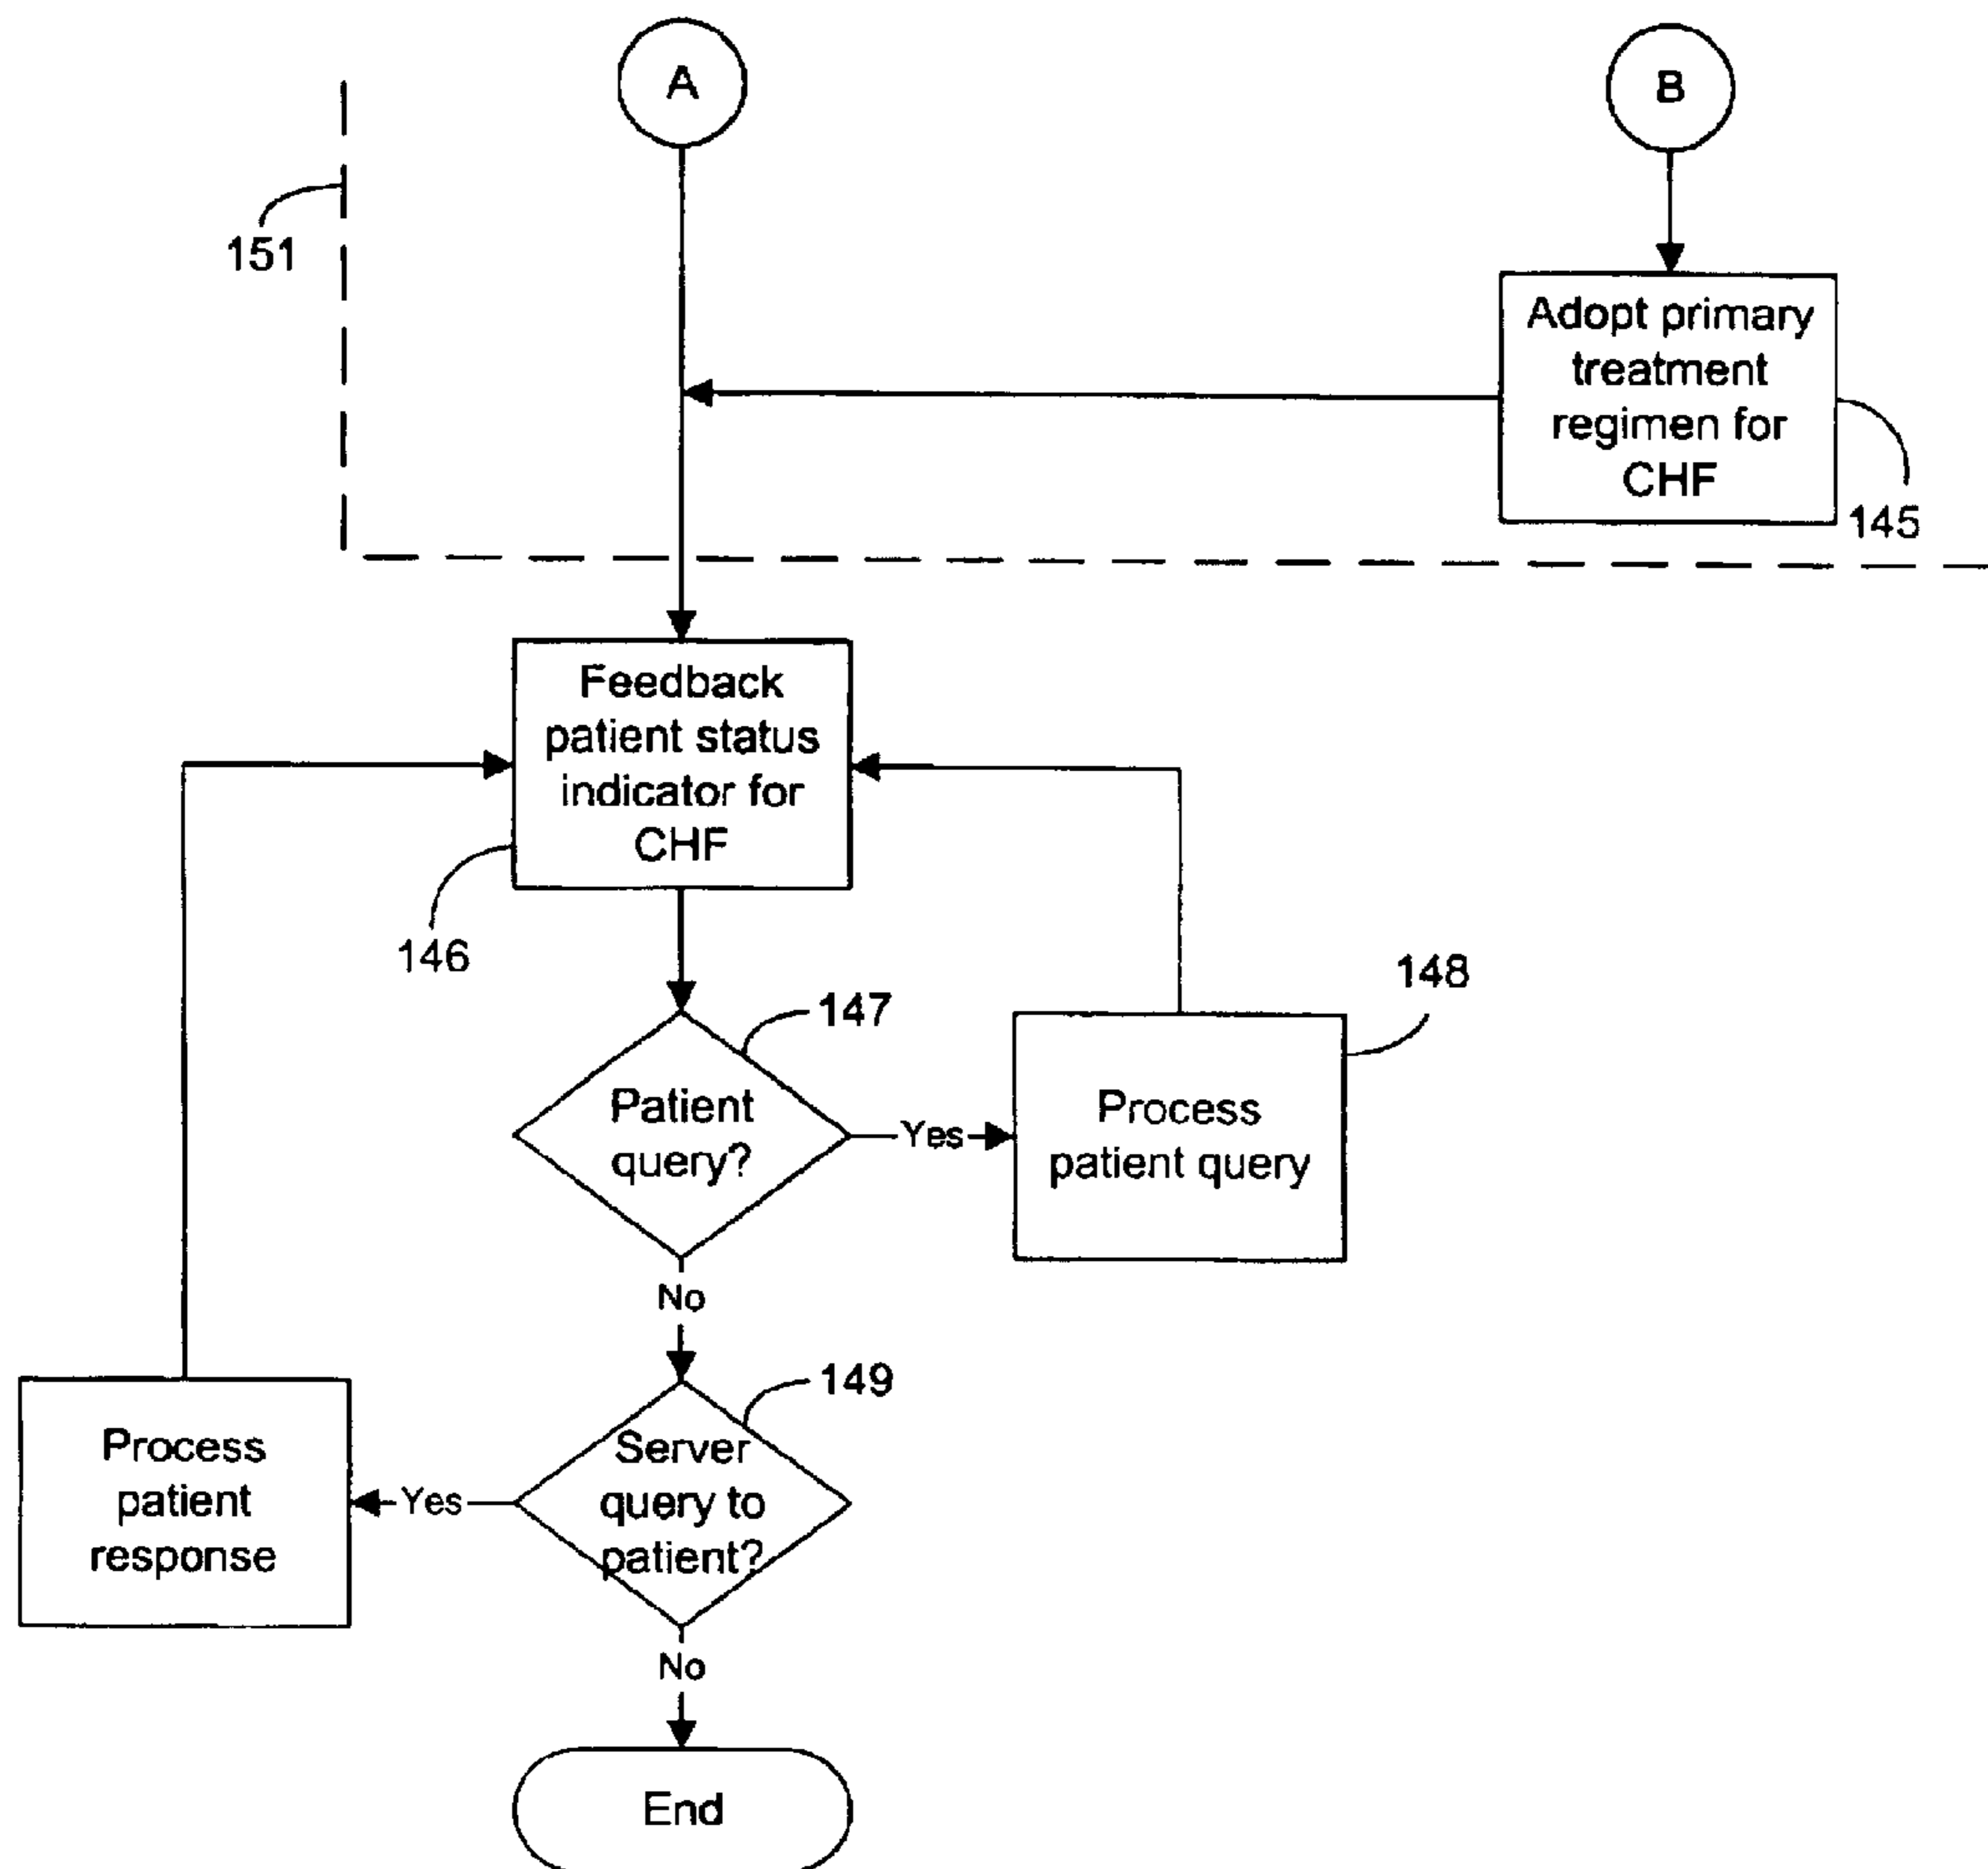 A
B
151
Adopt primary
treatment
regimen for
CHF
145
Feedback
patient status
indicator for
CHF
146
147
148
Patient
query?
Yes
Process
patient query
No
149
Server
query to
patient?
Yes
Process
patient
response
No
End